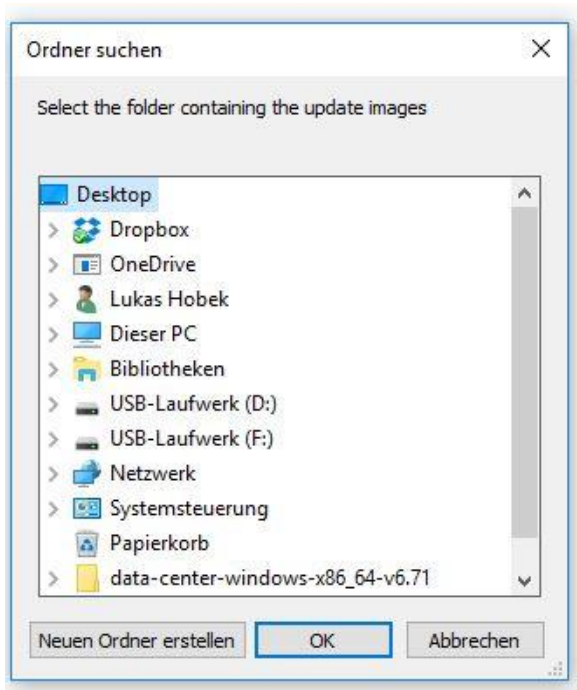 Ordner suchen
Select the folder containing the update images
Desktop
Dropbox
OneDrive
Lukas Hobek
Dieser PC
Bibliotheken
USB-Laufwerk (D:)
USB-Laufwerk (F:)
Netzwerk
Systemsteuerung
Papierkorb
data-center-windows-x86_64-v6.71
Neuen Ordner erstellen OK Abbrechen